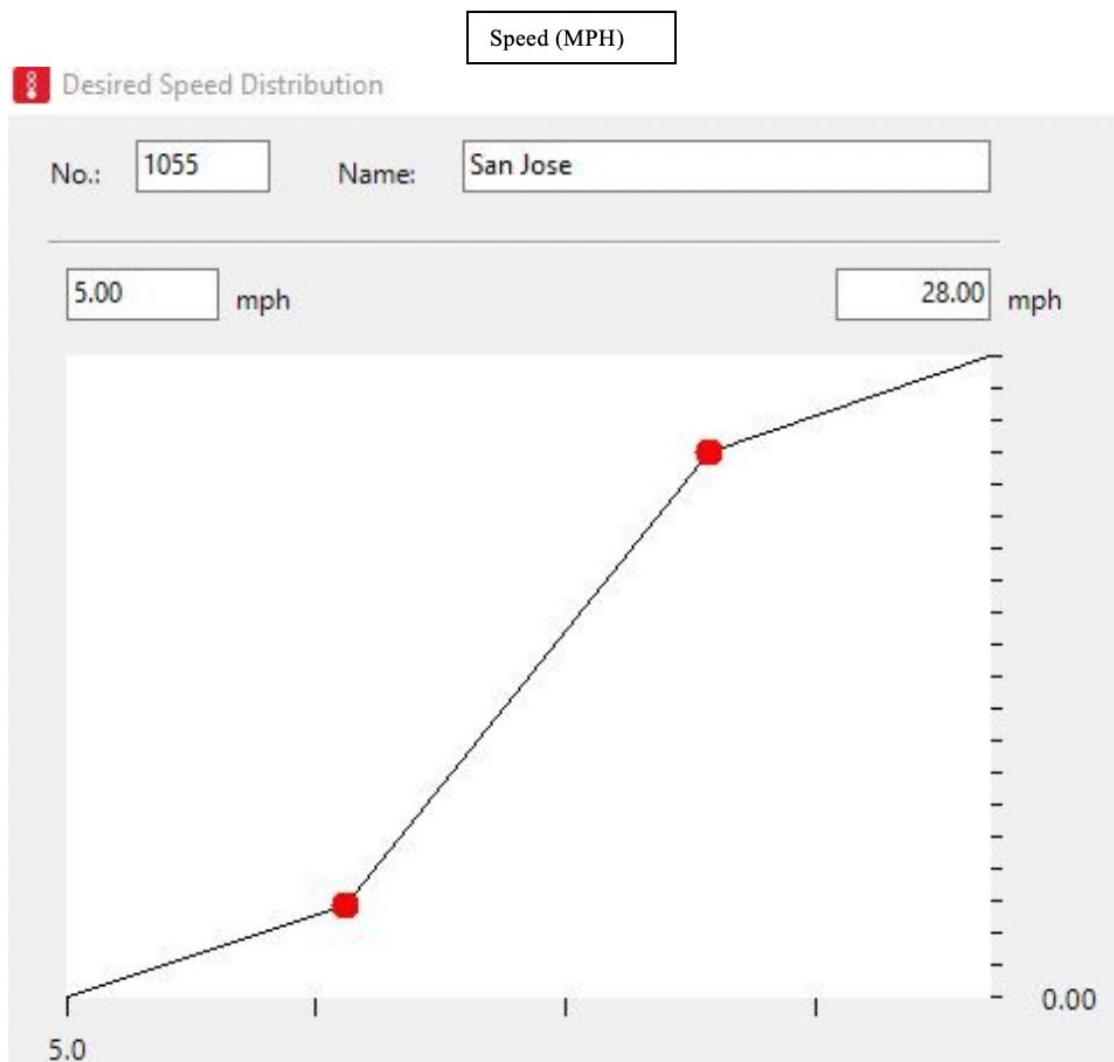 Speed (MPH)
Desired Speed Distribution
No.: 1055 Name: San Jose
5.00 mph 28.00 mph
0.00
5.0